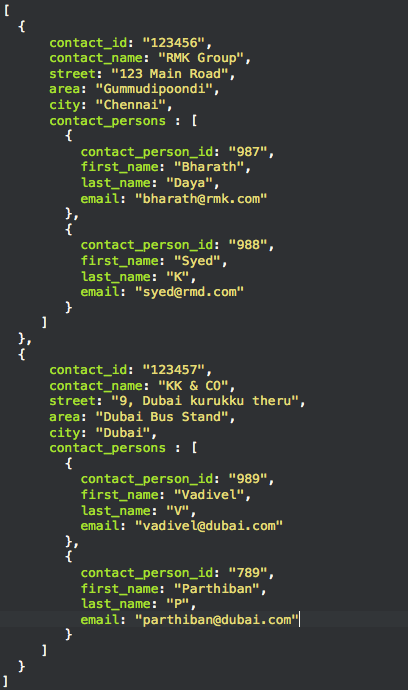 [
  {
      contact_id: "123456",
      contact_name: "RMK Group",
      street: "123 Main Road",
      area: "Gummudipoondi",
      city: "Chennai",
      contact_persons : [
        {
          contact_person_id: "987",
          first_name: "Bharath",
          last_name: "Daya",
          email: "bharath@rmk.com"
        },
        {
          contact_person_id: "988",
          first_name: "Syed",
          last_name: "K",
          email: "syed@rmd.com"
        }
     ]
  },
  {
      contact_id: "123457",
      contact_name: "KK & CO",
      street: "9, Dubai kurukku theru",
      area: "Dubai Bus Stand",
      city: "Dubai",
      contact_persons : [
        {
          contact_person_id: "989",
          first_name: "Vadivel",
          last_name: "V",
          email: "vadivel@dubai.com"
        },
        {
          contact_person_id: "789",
          first_name: "Parthiban",
          last_name: "P",
          email: "parthiban@dubai.com"
        }
     ]
  }
]